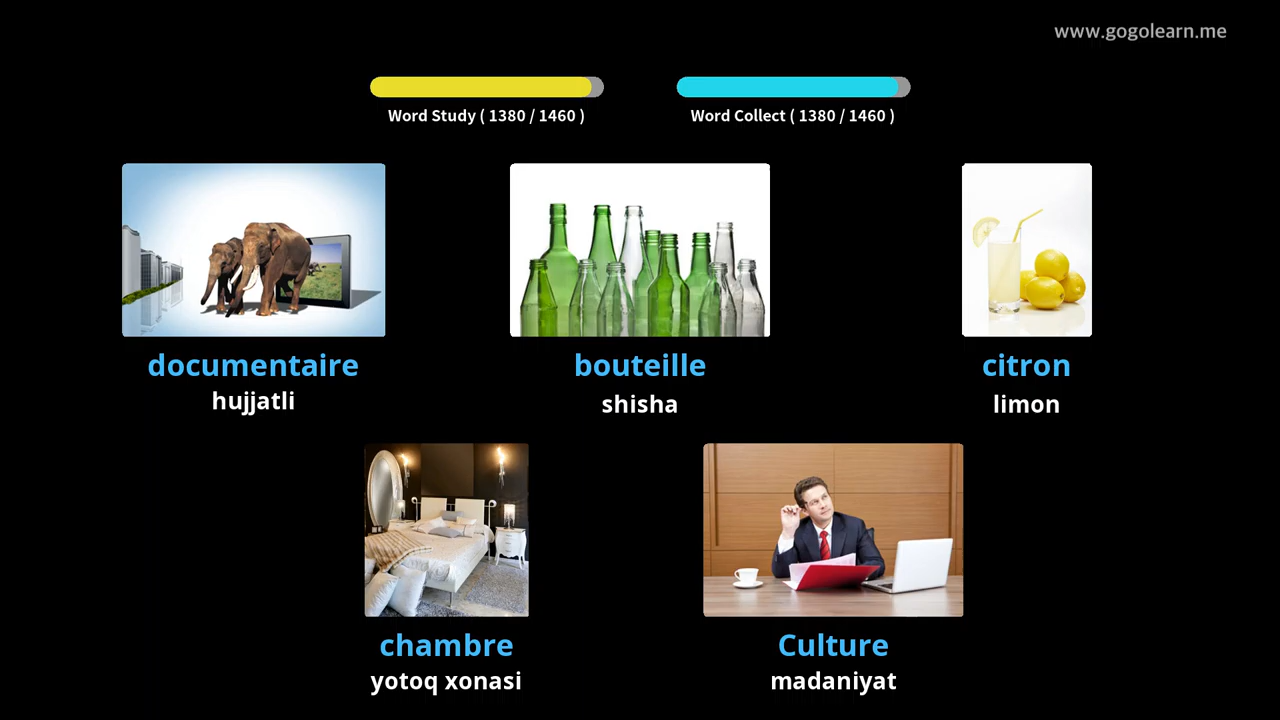 www.gogolearn.me
Word Study ( 1380 / 1460 )
Word Collect ( 1380 / 1460 )
documentaire
hujjatli
bouteille
shisha
citron
limon
chambre
yotoq xonasi
Culture
madaniyat